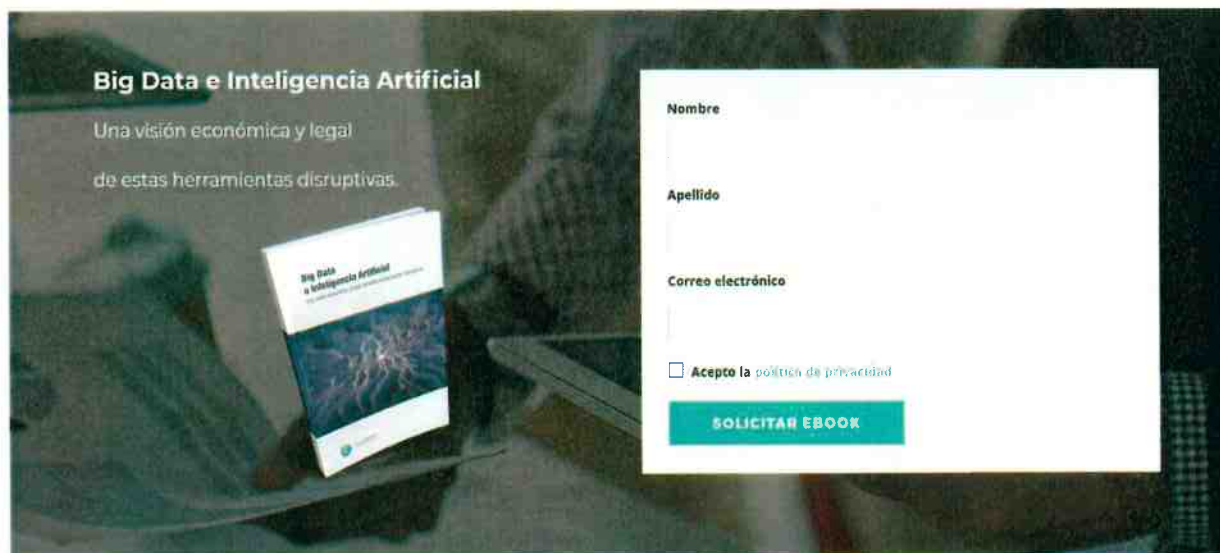 Big Data e Inteligencia Artificial
Una visión económica y legal
de estas herramientas disruptivas.
Big Data
e Inteligencia Artificial
Nombre
Apellido
Correo electrónico
Acepto la política de privacidad
SOLICITAR EBOOK